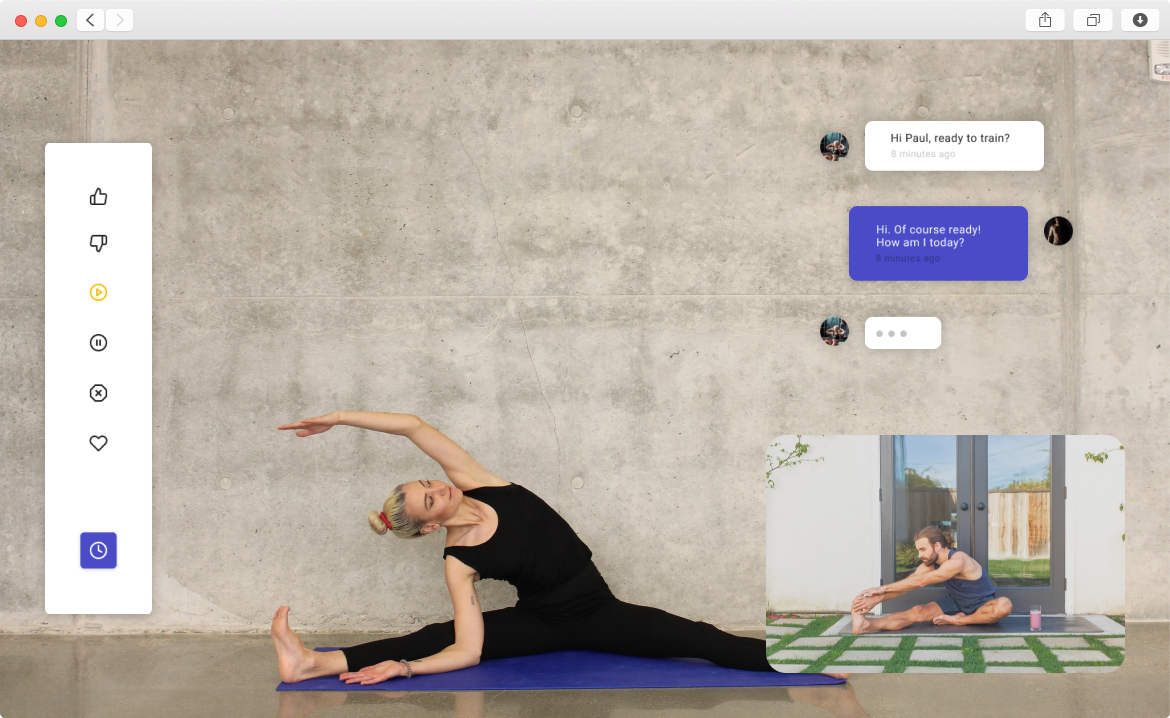 Hi Paul, ready to train?
8 minutes ago
Hi. Of course ready!
How am I today?
8 minutes ago